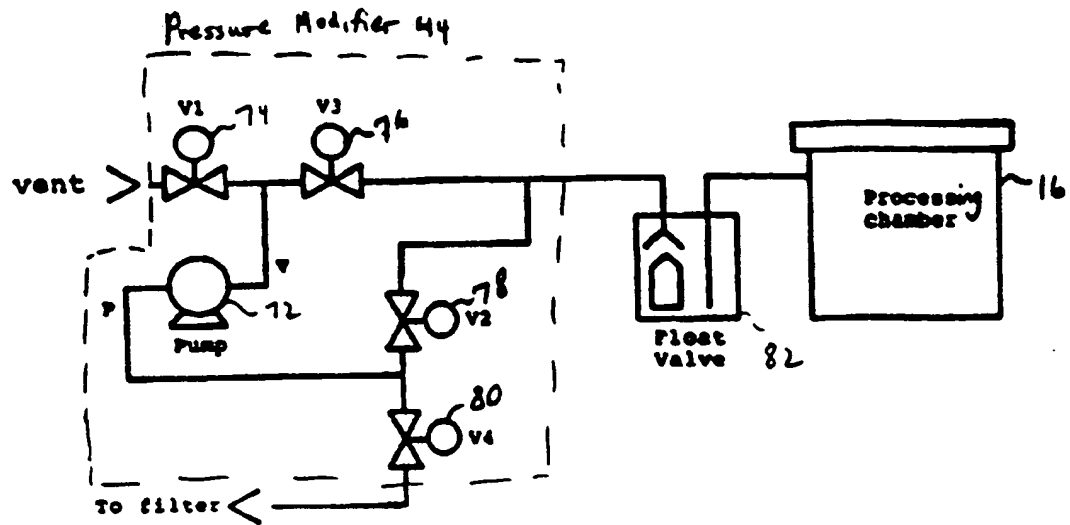 Pressure Modifier 44
V1
74
V3
76
vent
Processing
chamber
16
V
P
72
Pump
78
V2
Float
Valve
82
80
V4
To filter